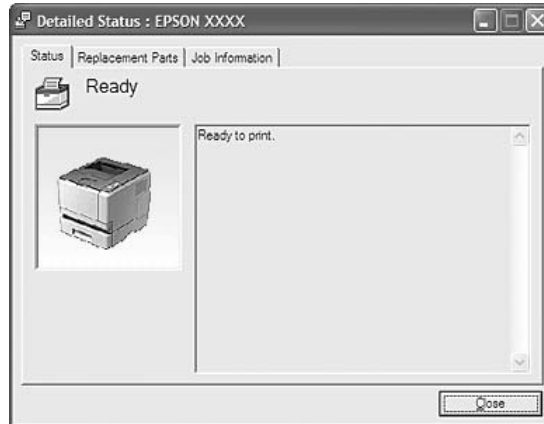 Detailed Status : EPSON XXXX
Status Replacement Parts Job Information
Ready
Ready to print.
Close